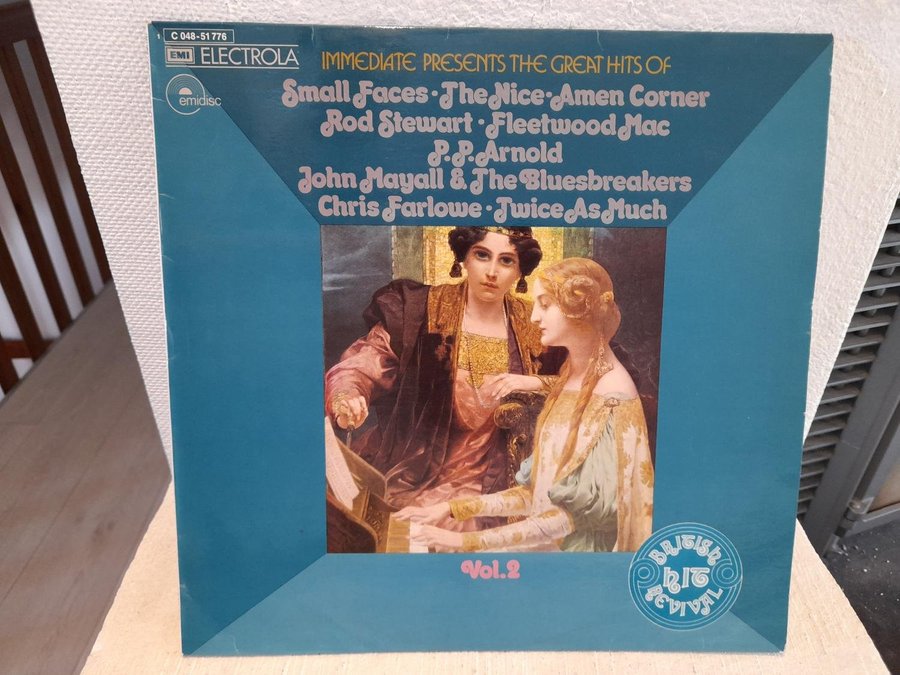 1 C 048-51 776
EMI ELECTROLA
emidisc
IMMEDIATE PRESENTS THE GREAT HITS OF
Small Faces · The Nice · Amen Corner
Rod Stewart · Fleetwood Mac
P.P. Arnold
John Mayall & The Bluesbreakers
Chris Farlowe · Twice As Much
Vol. 2
BRITISH
HIT
REVIVAL